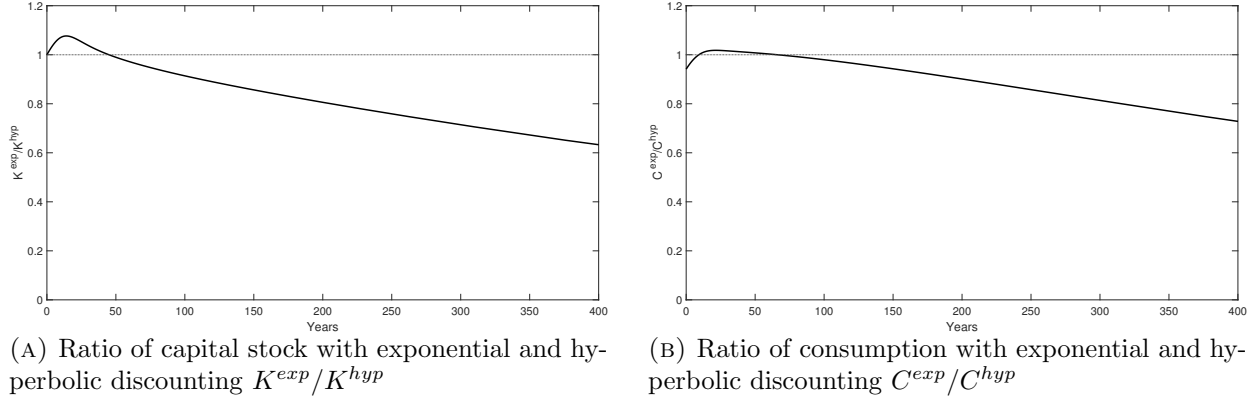 1.2
1
0.8
0.6
0.4
0.2
0
K^exp/K^hyp
0 50 100 150 200 250 300 350 400
Years
(A) Ratio of capital stock with exponential and hy-
perbolic discounting K^exp/K^hyp
1.2
1
0.8
0.6
0.4
0.2
0
C^exp/C^hyp
0 50 100 150 200 250 300 350 400
Years
(B) Ratio of consumption with exponential and hy-
perbolic discounting C^exp/C^hyp